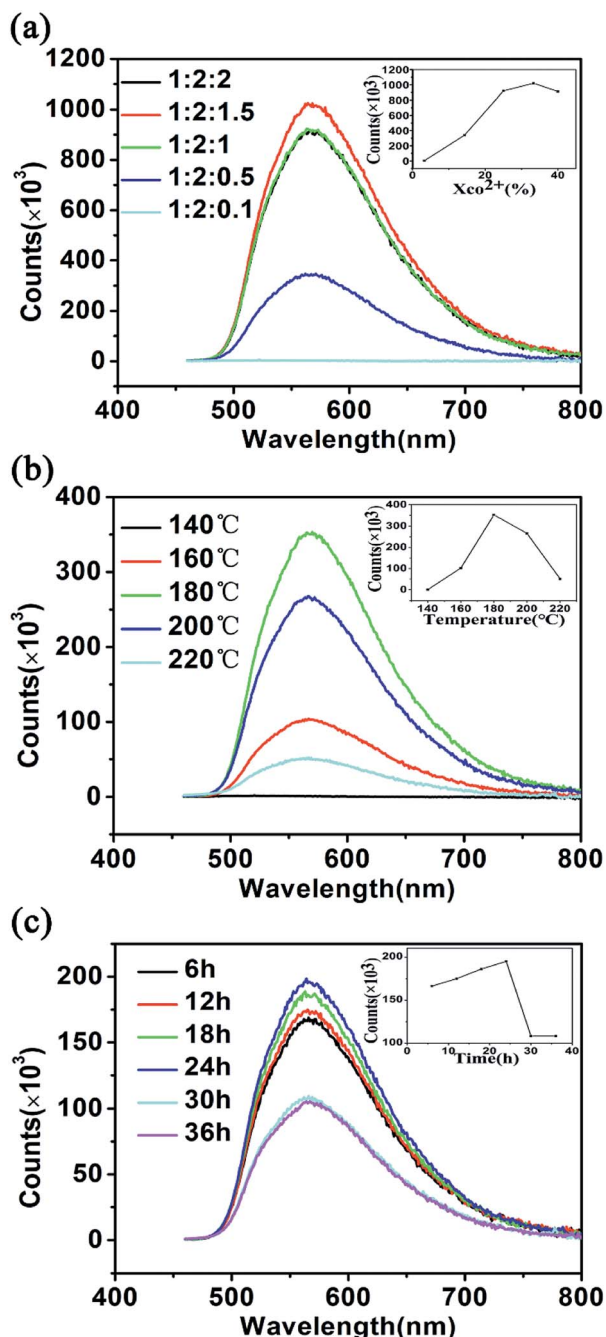 (a)
1:2:2
1:2:1.5
1:2:1
1:2:0.5
1:2:0.1
Counts(×10³)
1200
1000
800
600
400
200
0
400 500 600 700 800
Wavelength(nm)
Counts(×10³)
1200
1000
800
600
400
200
0
0 20 40
Xco²⁺(%)
(b)
140℃
160℃
180℃
200℃
220℃
Counts(×10³)
400
300
200
100
0
400 500 600 700 800
Wavelength(nm)
Counts(×10³)
400
300
200
100
0
140 160 180 200 220
Temperature(°C)
(c)
6h
12h
18h
24h
30h
36h
Counts(×10³)
200
150
100
50
0
400 500 600 700 800
Wavelength(nm)
Counts(×10³)
200
150
100
0 10 20 30 40
Time(h)